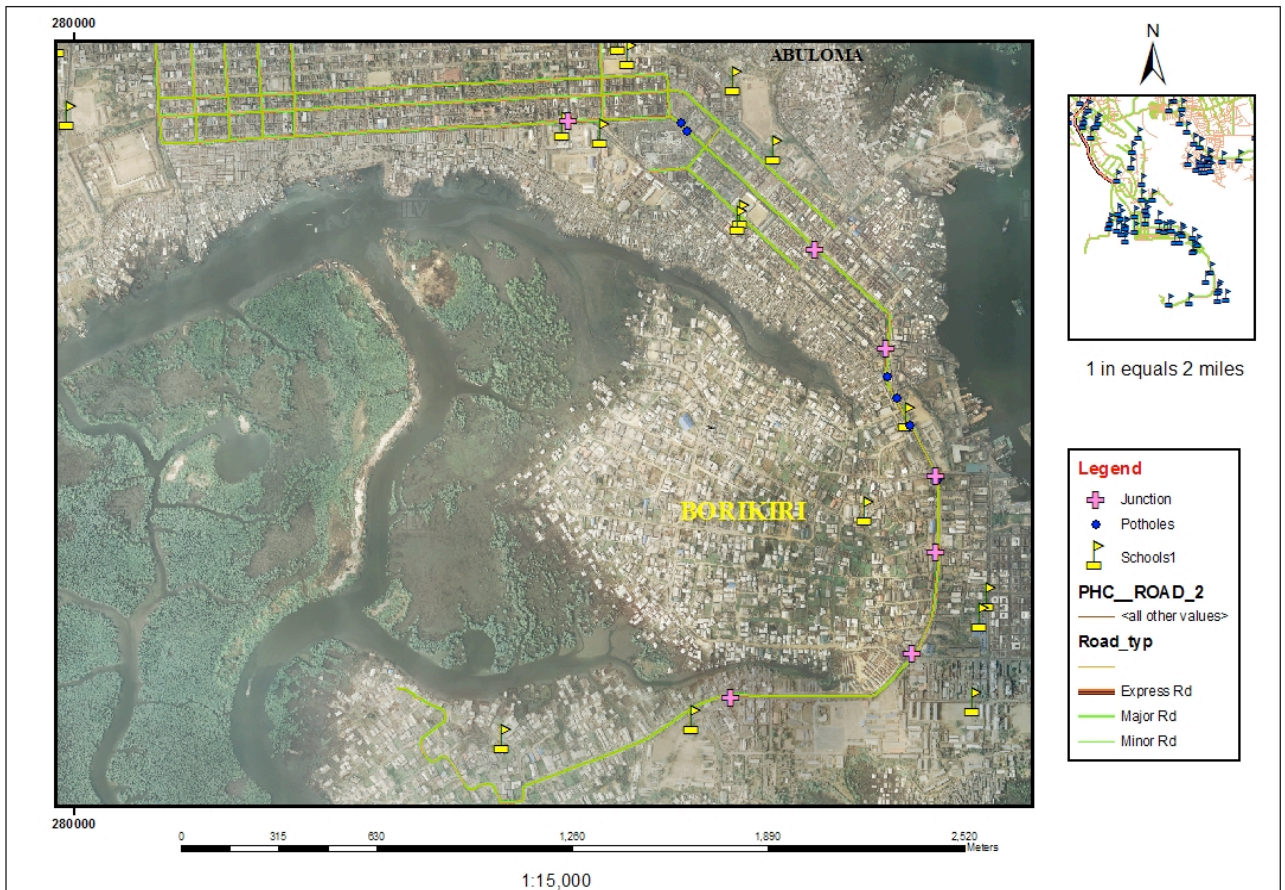 280000
ABULOMA
N
1 in equals 2 miles
BORIKIRI
Legend
Junction
Potholes
Schools1
PHC__ROAD_2
<all other values>
Road_typ
Express Rd
Major Rd
Minor Rd
280000
0 315 630 1,260 1,890 2,520
Meters
1:15,000